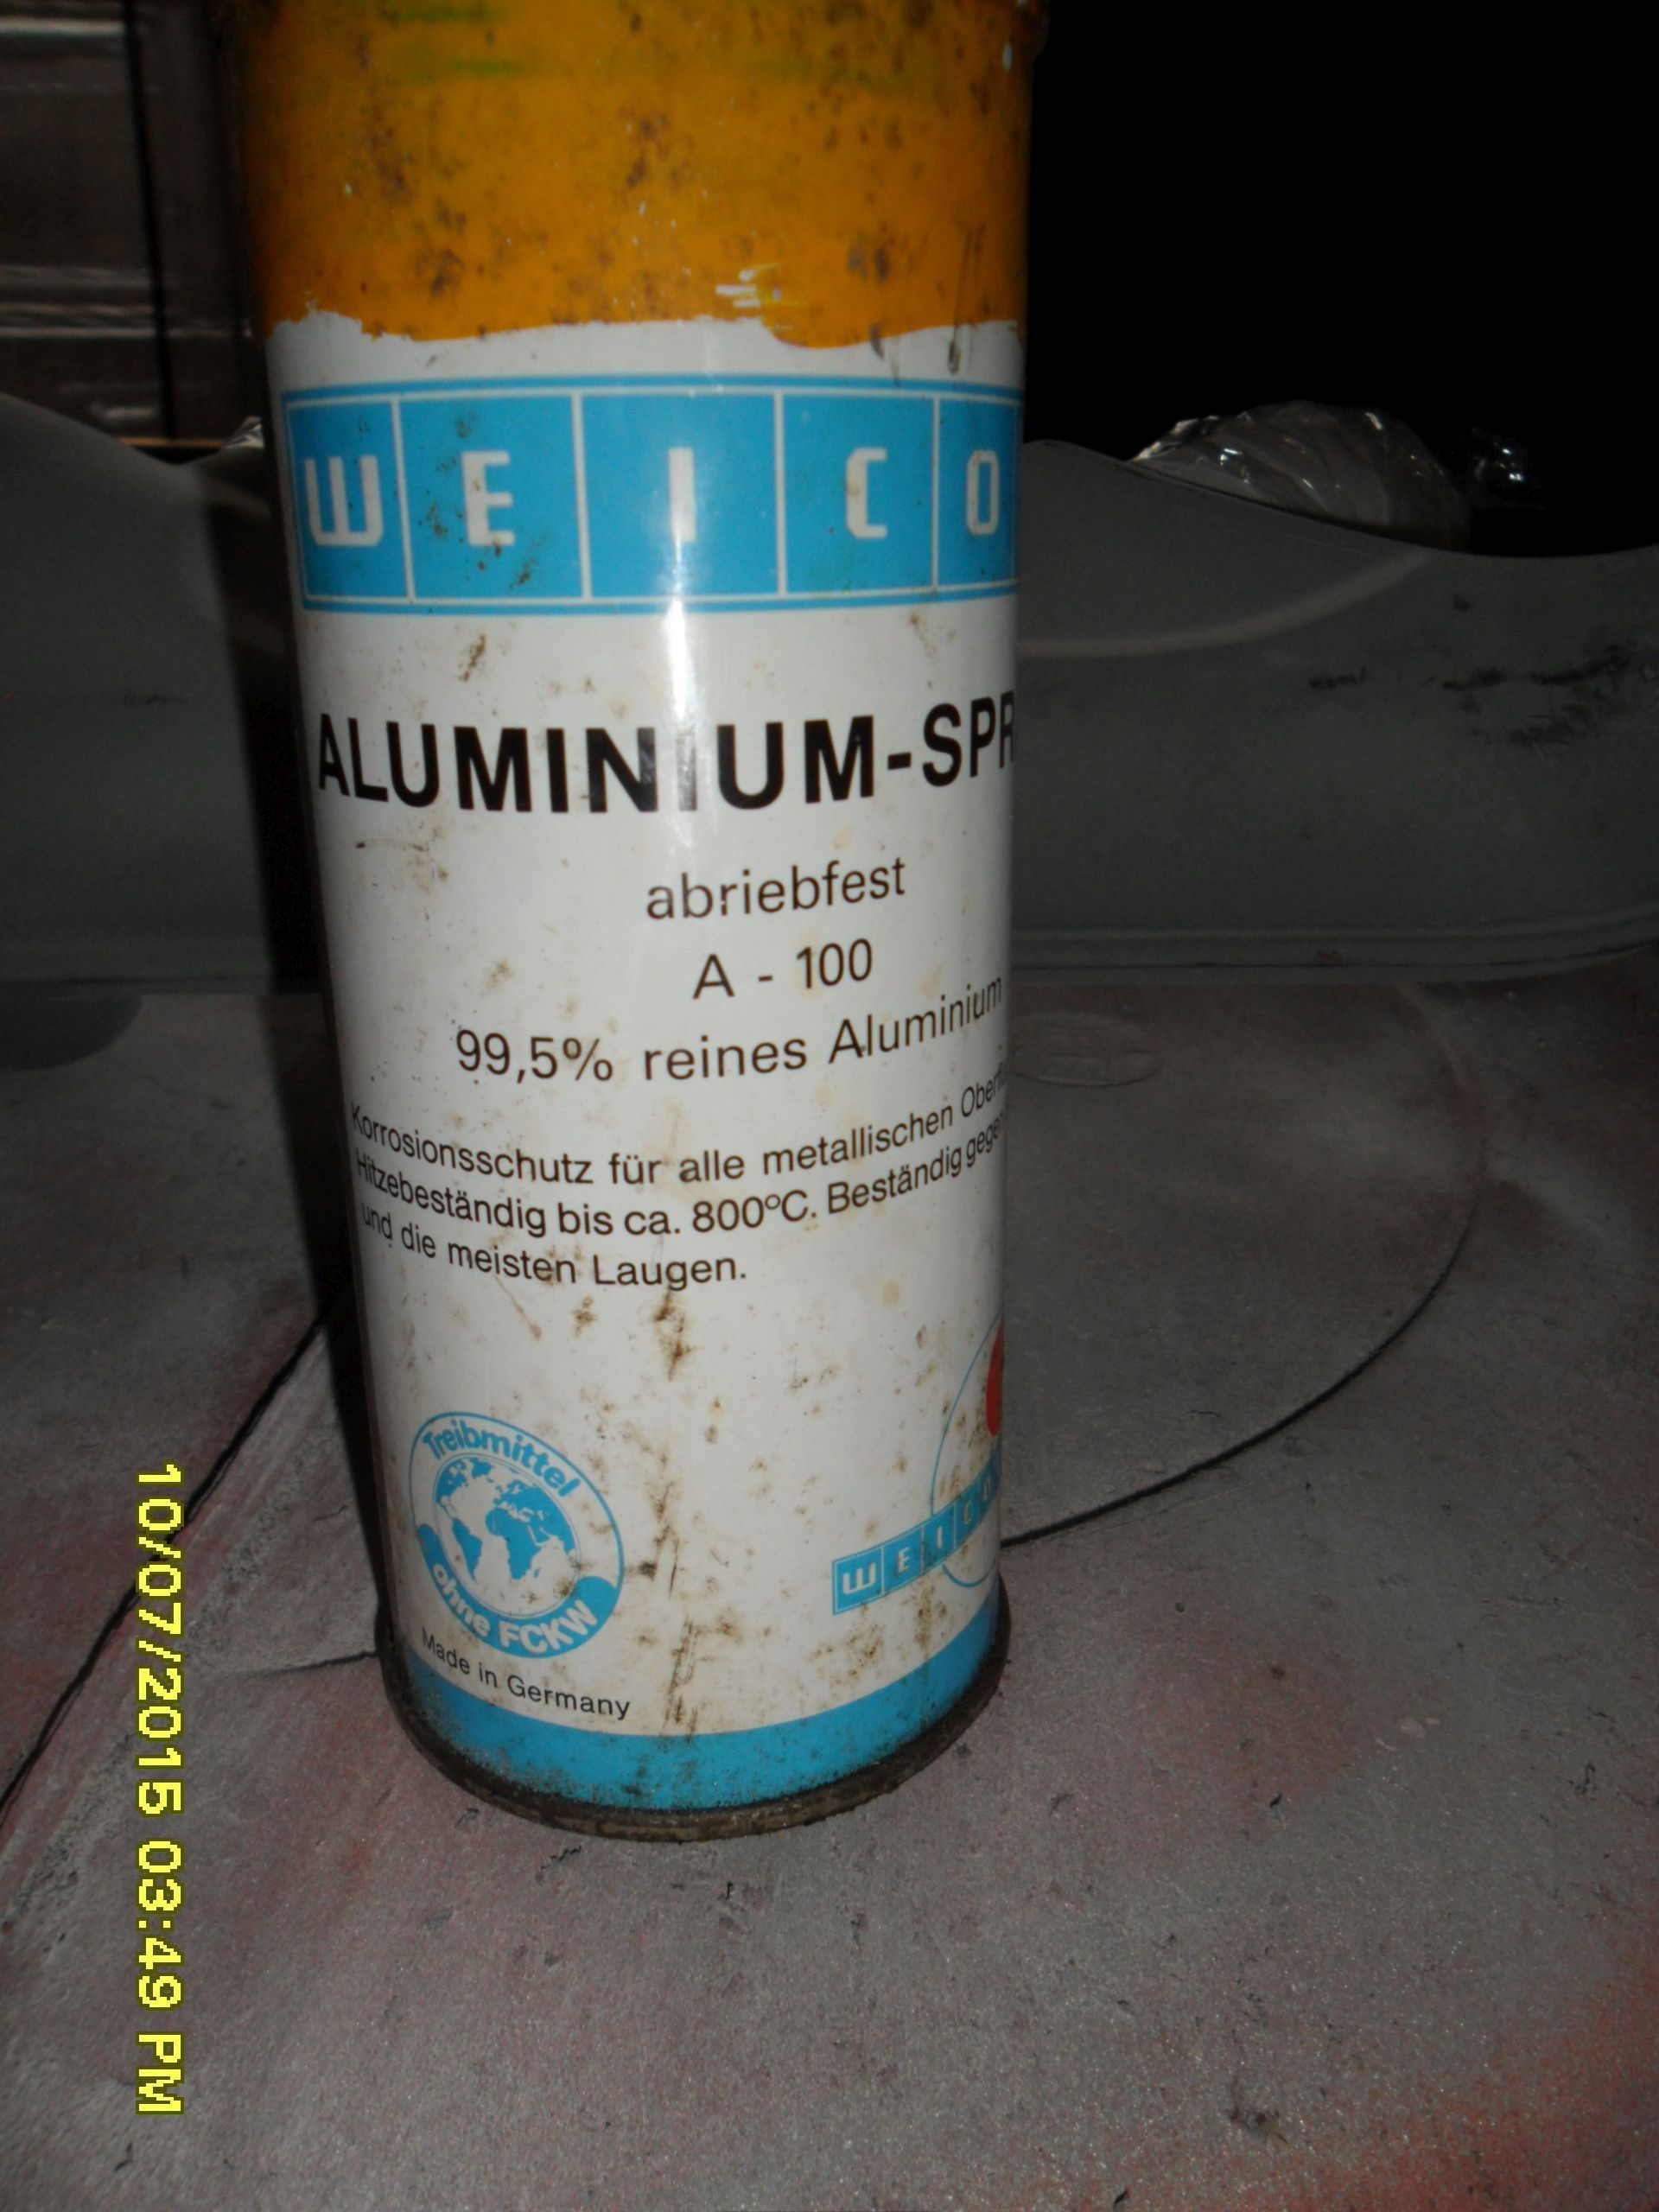 WEICO
ALUMINIUM-SPR
abriebfest
A - 100
99,5% reines Aluminium
Korrosionsschutz für alle metallischen
Hitzebeständig bis ca. 800°C. Beständig gegen
und die meisten Laugen.
Treibmittel
ohne FCKW
WEICO
Made in Germany
10/07/2015 03:49 PM